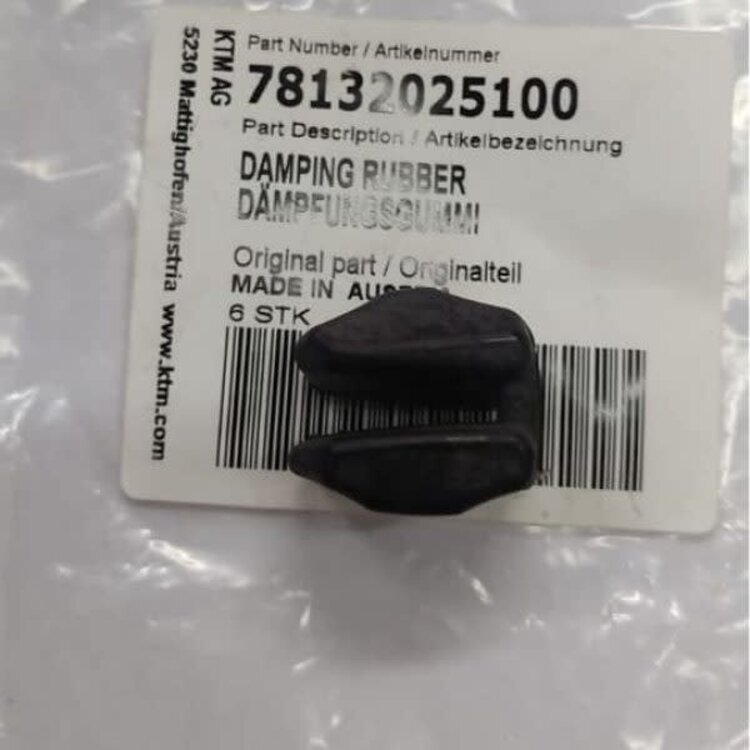 KTM AG
5230 Mattighofen/Austria www.ktm.com
Part Number / Artikelnummer
78132025100
Part Description / Artikelbezeichnung
DAMPING RUBBER
DÄMPFUNGSGUMMI
Original part / Originalteil
MADE IN
6 STK